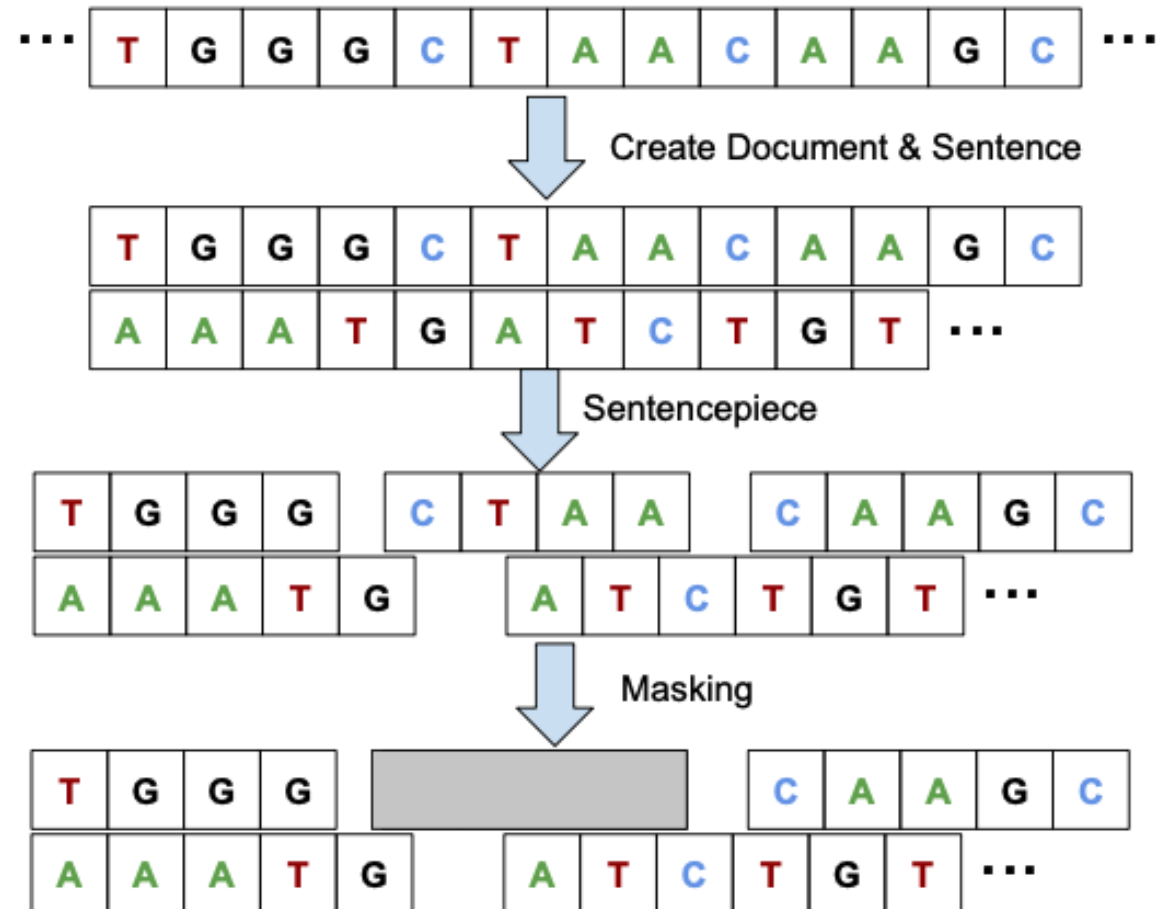 ... T G G G C T A A C A A G C ...
Create Document & Sentence
T G G G C T A A C A A G C
A A A T G A T C T G T ...
Sentencepiece
T G G G C T A A C A A G C
A A A T G A T C T G T ...
Masking
T G G G C A A G C
A A A T G A T C T G T ...